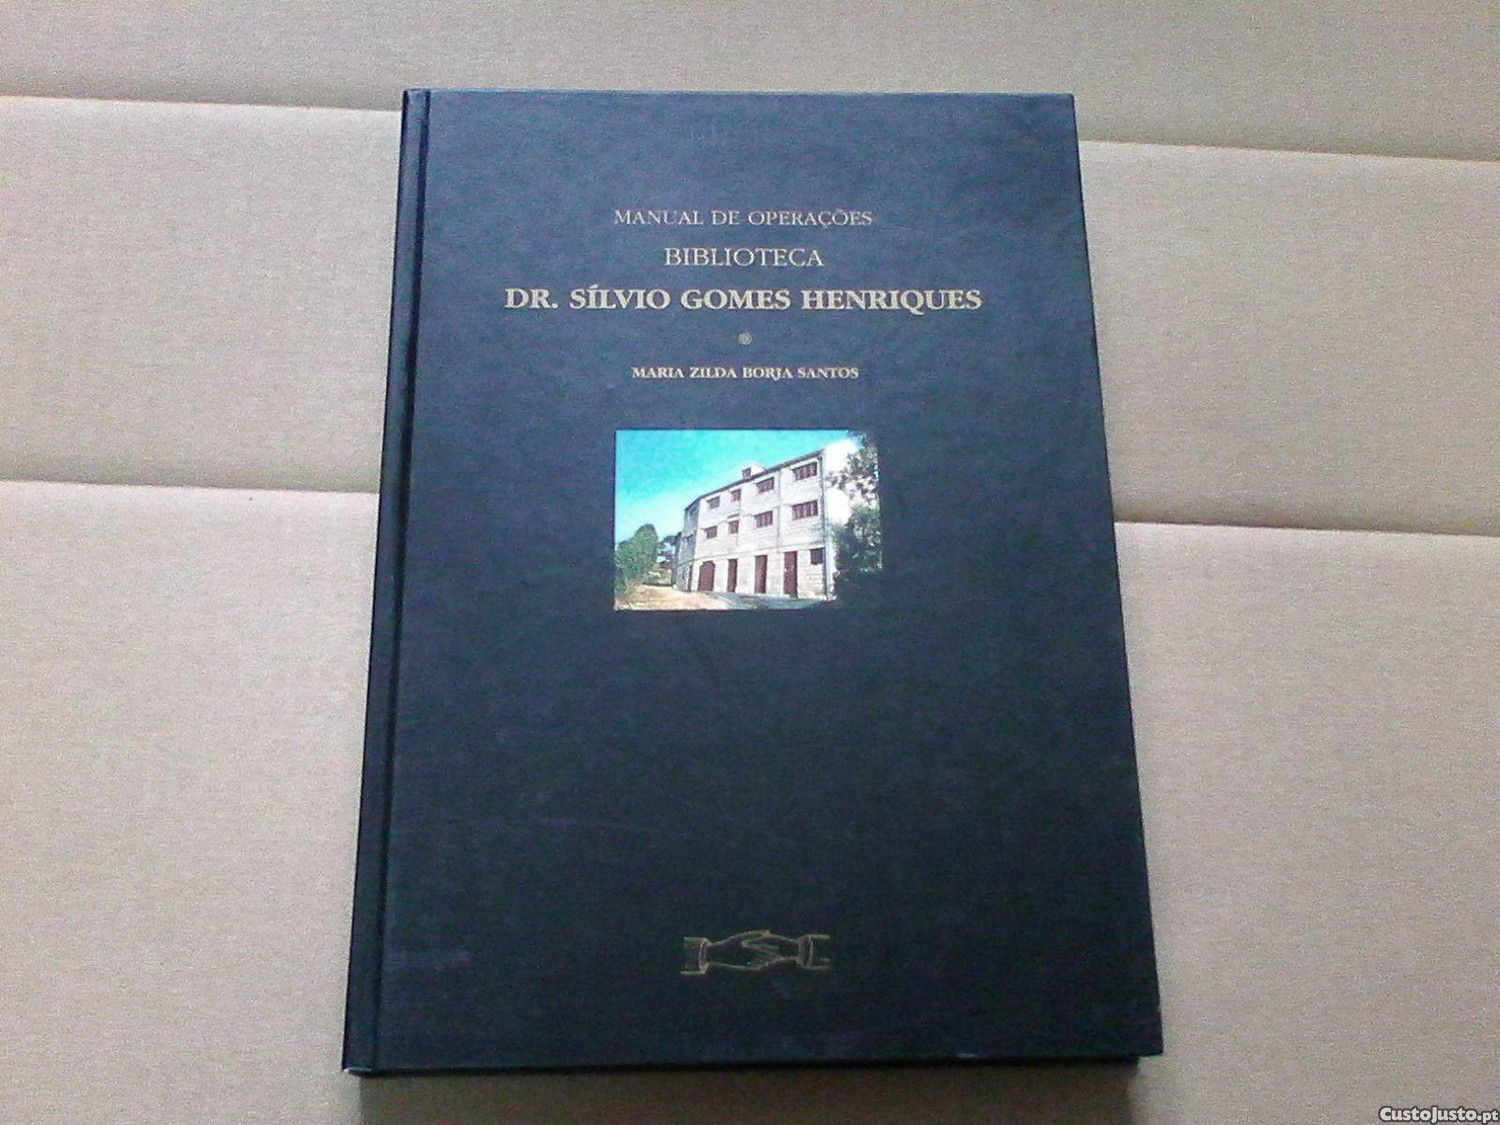 MANUAL DE OPERAÇÕES
BIBLIOTECA
DR. SÍLVIO GOMES HENRIQUES
MARIA ZILDA BORJA SANTOS
CustoJusto.pt